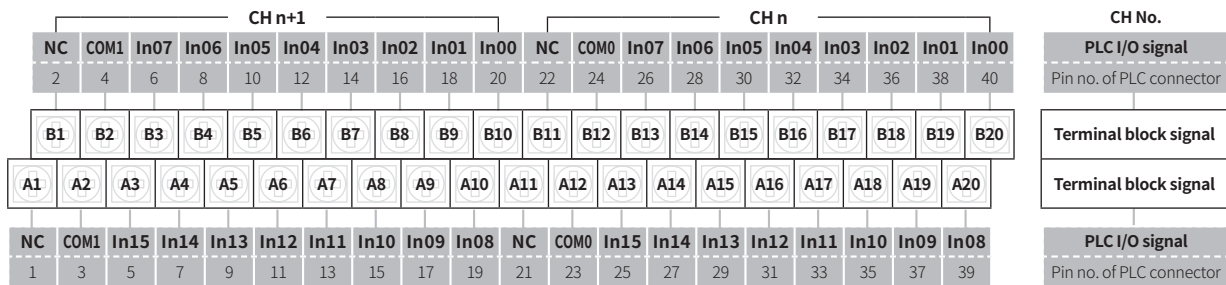 CH n+1 CH n CH No.
NC COM1 In07 In06 In05 In04 In03 In02 In01 In00 NC COM0 In07 In06 In05 In04 In03 In02 In01 In00 PLC I/O signal
2 4 6 8 10 12 14 16 18 20 22 24 26 28 30 32 34 36 38 40 Pin no. of PLC connector
B1 B2 B3 B4 B5 B6 B7 B8 B9 B10 B11 B12 B13 B14 B15 B16 B17 B18 B19 B20 Terminal block signal
A1 A2 A3 A4 A5 A6 A7 A8 A9 A10 A11 A12 A13 A14 A15 A16 A17 A18 A19 A20 Terminal block signal
NC COM1 In15 In14 In13 In12 In11 In10 In09 In08 NC COM0 In15 In14 In13 In12 In11 In10 In09 In08 PLC I/O signal
1 3 5 7 9 11 13 15 17 19 21 23 25 27 29 31 33 35 37 39 Pin no. of PLC connector